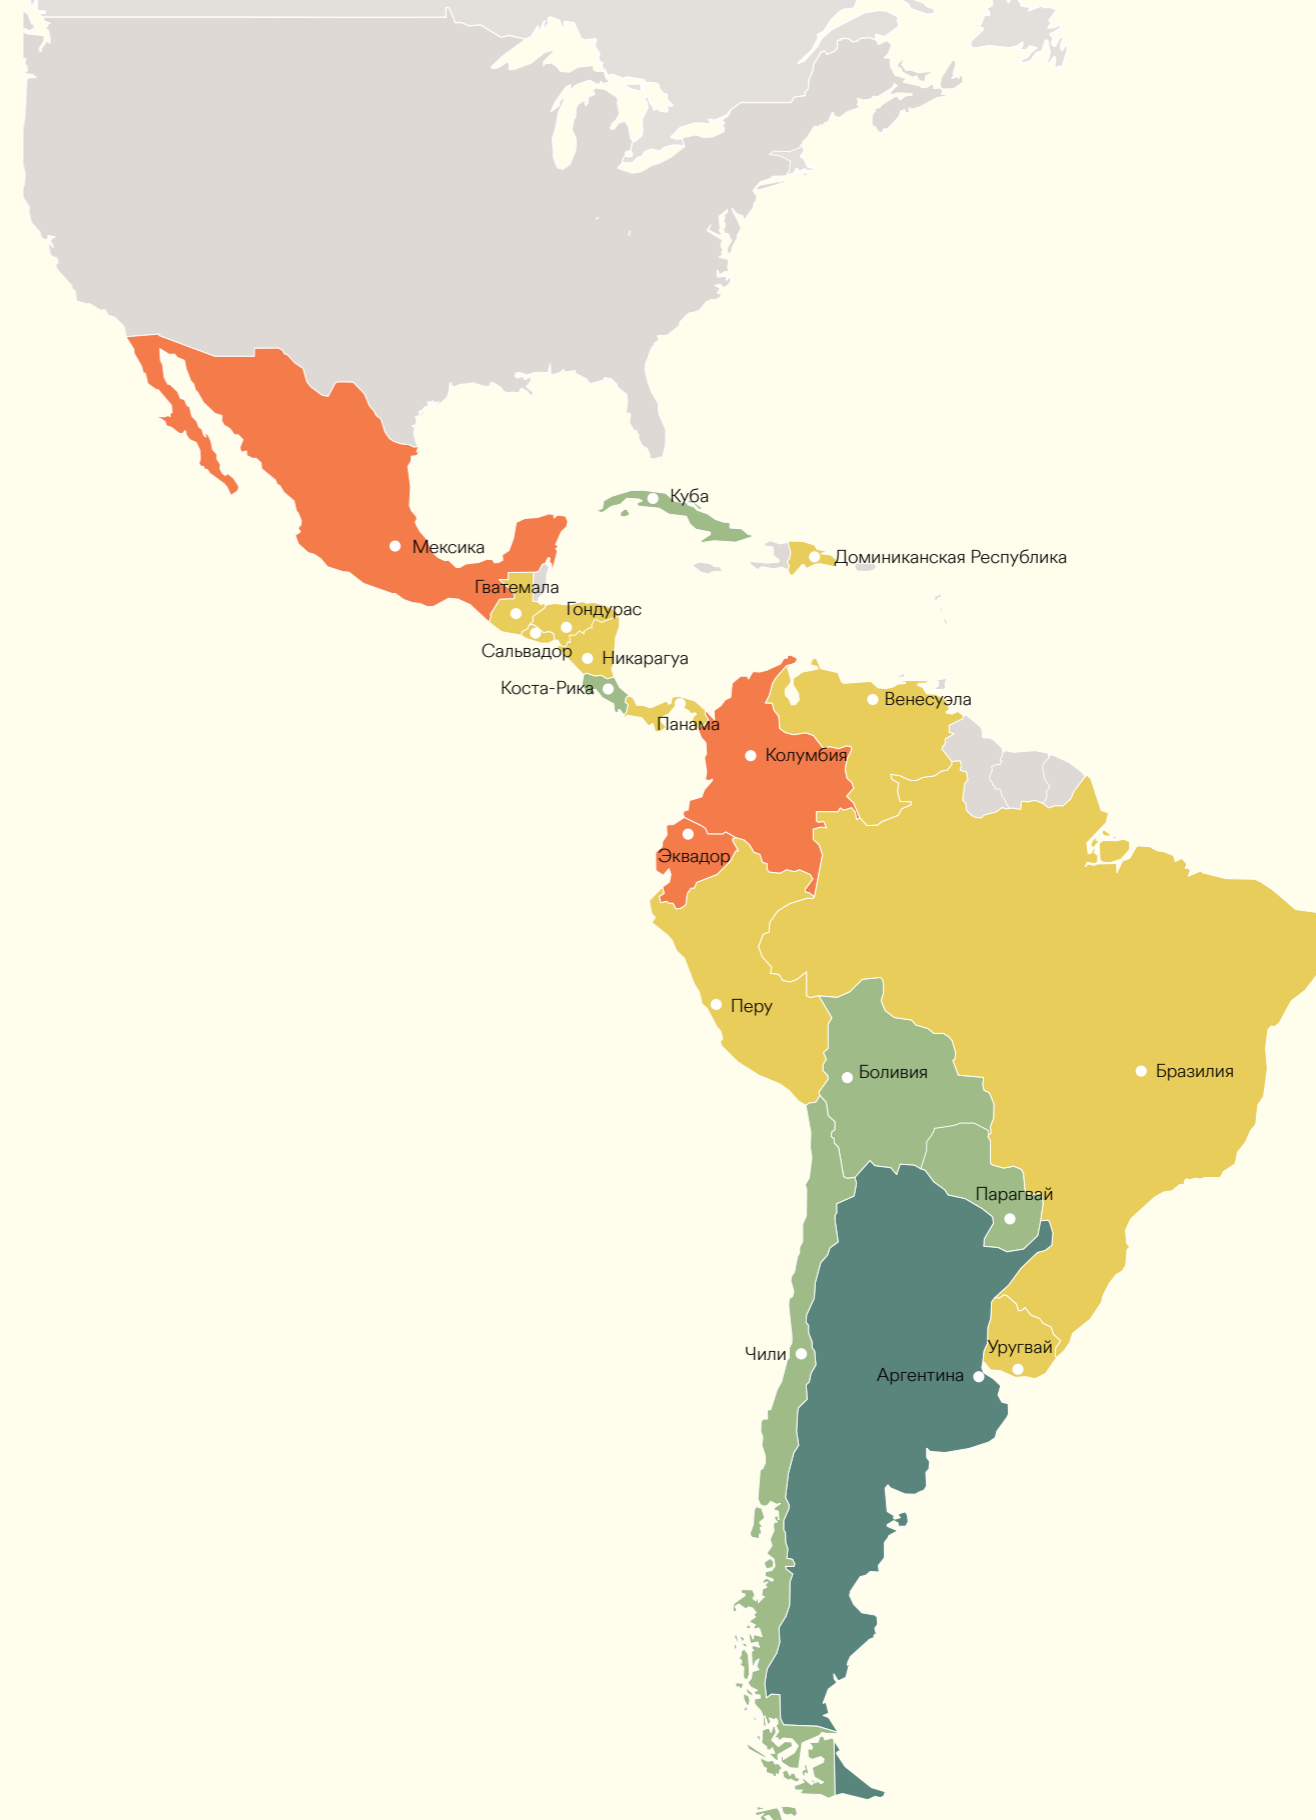 Куба
Мексика
Доминиканская Республика
Гватемала
Гондурас
Сальвадор
Никарагуа
Коста-Рика
Венесуэла
Панама
Колумбия
Эквадор
Перу
Боливия
Бразилия
Парагвай
Уругвай
Чили
Аргентина